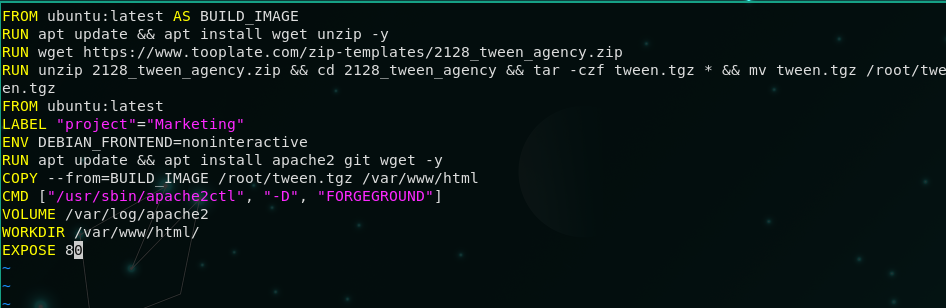 FROM ubuntu:latest AS BUILD_IMAGE
RUN apt update && apt install wget unzip -y
RUN wget https://www.tooplate.com/zip-templates/2128_tween_agency.zip
RUN unzip 2128_tween_agency.zip && cd 2128_tween_agency && tar -czf tween.tgz * && mv tween.tgz /root/twe
en.tgz
FROM ubuntu:latest
LABEL "project"="Marketing"
ENV DEBIAN_FRONTEND=noninteractive
RUN apt update && apt install apache2 git wget -y
COPY --from=BUILD_IMAGE /root/tween.tgz /var/www/html
CMD ["/usr/sbin/apache2ctl", "-D", "FORGEGROUND"]
VOLUME /var/log/apache2
WORKDIR /var/www/html/
EXPOSE 80
~
~
~